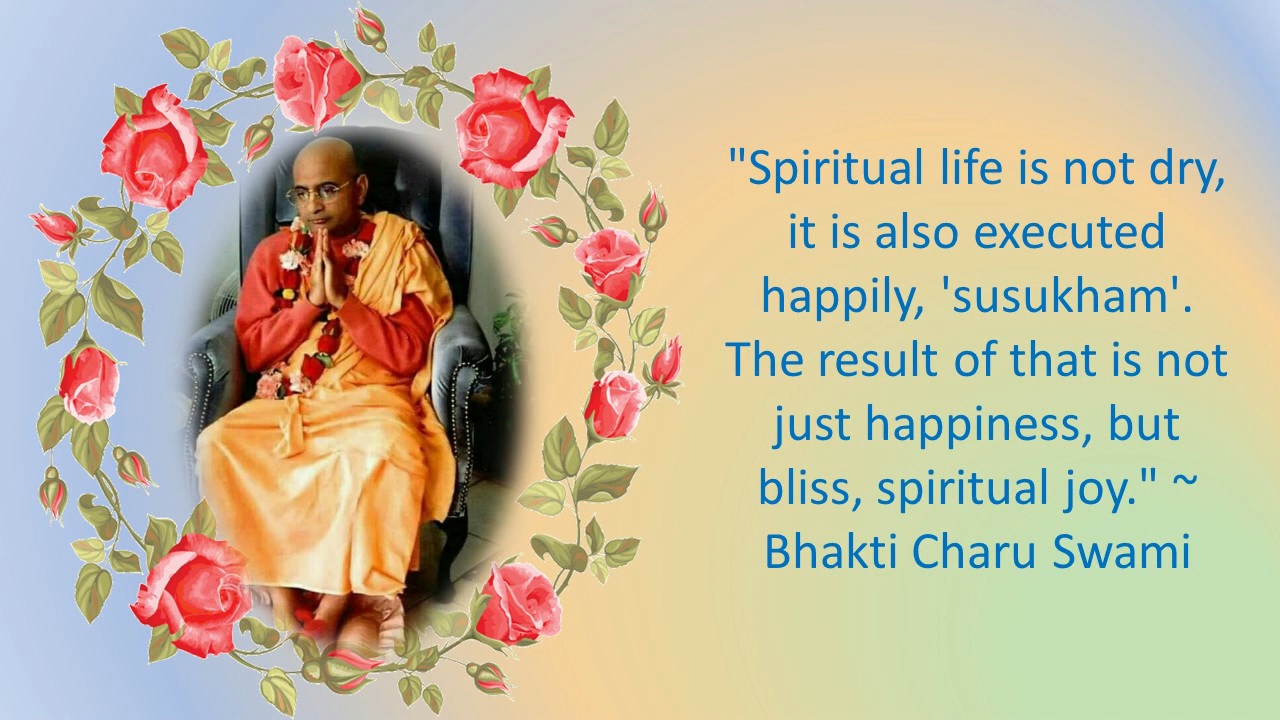 "Spiritual life is not dry,
it is also executed
happily, 'susukham'.
The result of that is not
just happiness, but
bliss, spiritual joy." ~
Bhakti Charu Swami